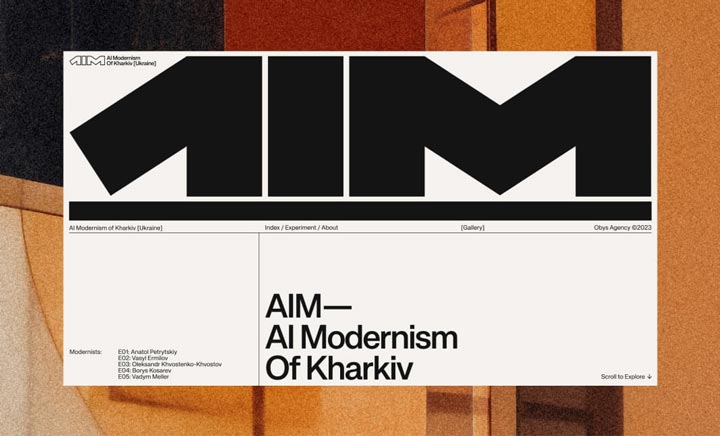 AIM AI Modernism
Of Kharkiv [Ukraine]
AIM
AI Modernism of Kharkiv [Ukraine]
Index / Experiment / About
[Gallery]
Obys Agency ©2023
AIM—
AI Modernism
Of Kharkiv
Modernists:
E01: Anatol Petrytskiy
E02: Vasyl Ermilov
E03: Oleksandr Khvostenko-Khvostov
E04: Borys Kosarev
E05: Vadym Meller
Scroll to Explore ↓